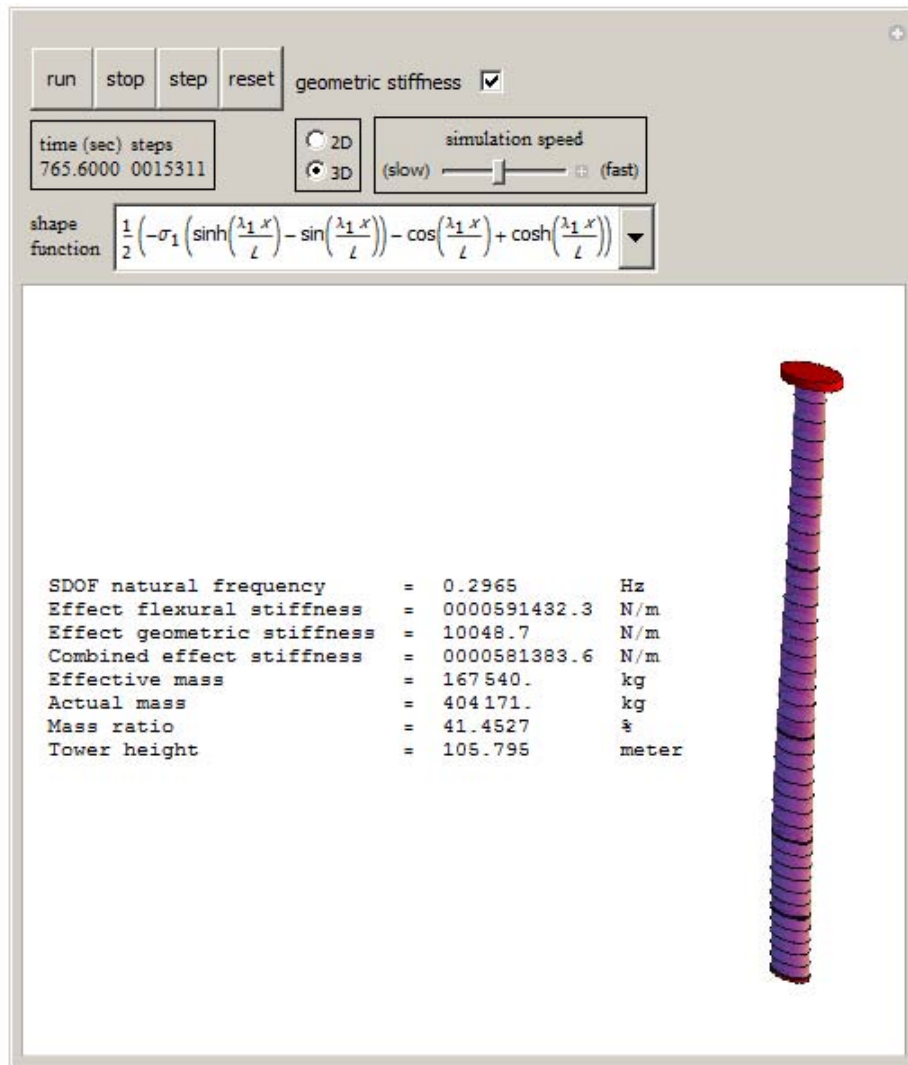 run stop step reset geometric stiffness
time (sec) steps
765.6000 0015311
2D
3D
simulation speed
(slow) (fast)
shape
function
1/2 (−σ₁ (sinh(λ₁ x/L) − sin(λ₁ x/L)) − cos(λ₁ x/L) + cosh(λ₁ x/L))
SDOF natural frequency = 0.2965 Hz
Effect flexural stiffness = 0000591432.3 N/m
Effect geometric stiffness = 10048.7 N/m
Combined effect stiffness = 0000581383.6 N/m
Effective mass = 167540. kg
Actual mass = 404171. kg
Mass ratio = 41.4527 %
Tower height = 105.795 meter